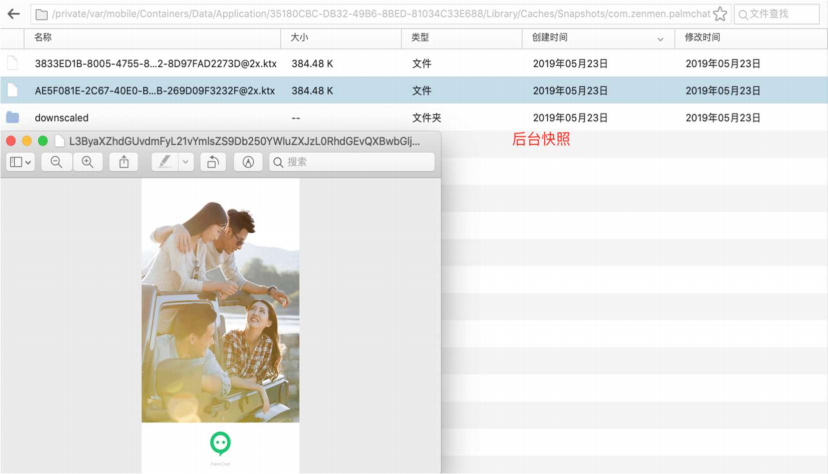 /private/var/mobile/Containers/Data/Application/35180CBC-DB32-49B6-8BED-81034C33E688/Library/Caches/Snapshots/com.zenmen.palmchat
文件查找
名称 大小 类型 创建时间 修改时间
3833ED1B-8005-4755-8...2-8D97FAD2273D@2x.ktx 384.48 K 文件 2019年05月23日 2019年05月23日
AE5F081E-2C67-40E0-B...B-269D09F3232F@2x.ktx 384.48 K 文件 2019年05月23日 2019年05月23日
downscaled -- 文件夹 2019年05月23日 2019年05月23日
后台快照
L3ByaXZhdGUvdmFyL21vYmlsZS9Db250YWluZXJzL0RhdGEvQXBwbGlj...
搜索